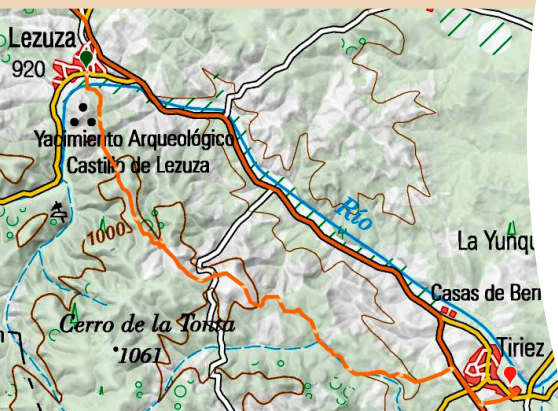 Lezuza
920
Yacimiento Arqueológico
Castillo de Lezuza
Río
1000
La Yunqu
Casas de Ben
Cerro de la Tonta
1061
Tiriez